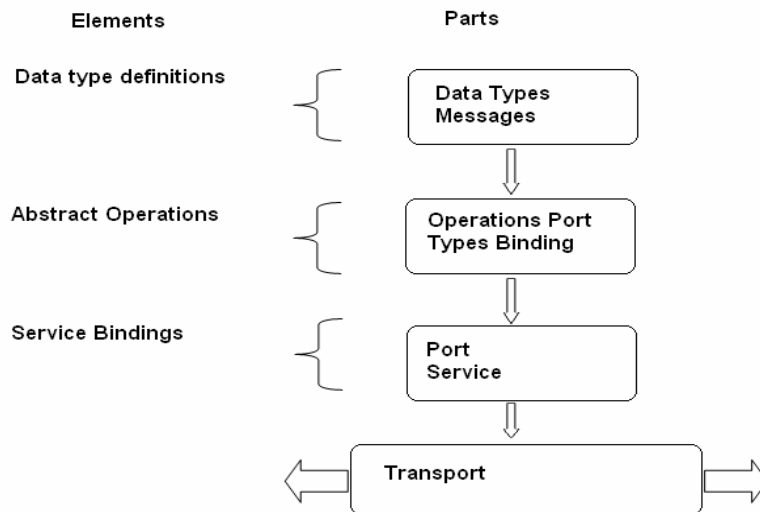 Elements
Parts
Data type definitions
Data Types
Messages
Abstract Operations
Operations Port
Types Binding
Service Bindings
Port
Service
Transport